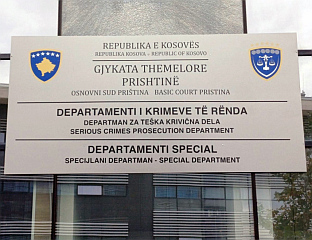 REPUBLIKA E KOSOVËS
REPUBLIKA KOSOVA - REPUBLIC OF KOSOVO
GJYKATA THEMELORE
PRISHTINË
OSNOVNI SUD PRIŠTINA - BASIC COURT PRISTINA
DEPARTAMENTI I KRIMEVE TË RËNDA
DEPARTMAN ZA TEŠKA KRIVIČNA DELA
SERIOUS CRIMES PROSECUTION DEPARTMENT
DEPARTAMENTI SPECIAL
SPECIJLANI DEPARTMAN - SPECIAL DEPARTMENT